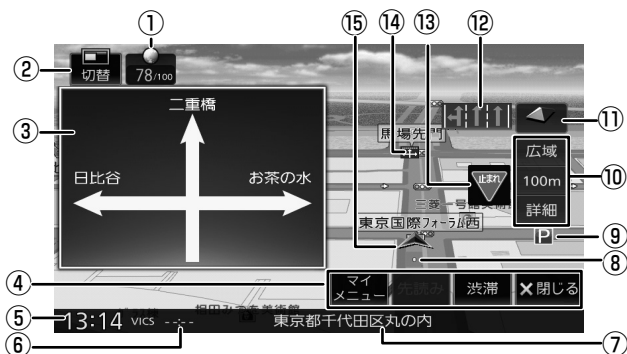 ①
⑮ ⑭ ⑬ ⑫
② 切替 78/100
③ 二重橋
馬場先門
⑪
日比谷 お茶の水
止まれ
広域
100m ⑩
詳細
三菱一号館美術館
東京国際フォーラム西
P ⑨
⑧
④ マイメニュー 先読み 渋滞 ×閉じる
⑤ 13:14 VICS --:-- 東京都千代田区丸の内
⑥ ⑦